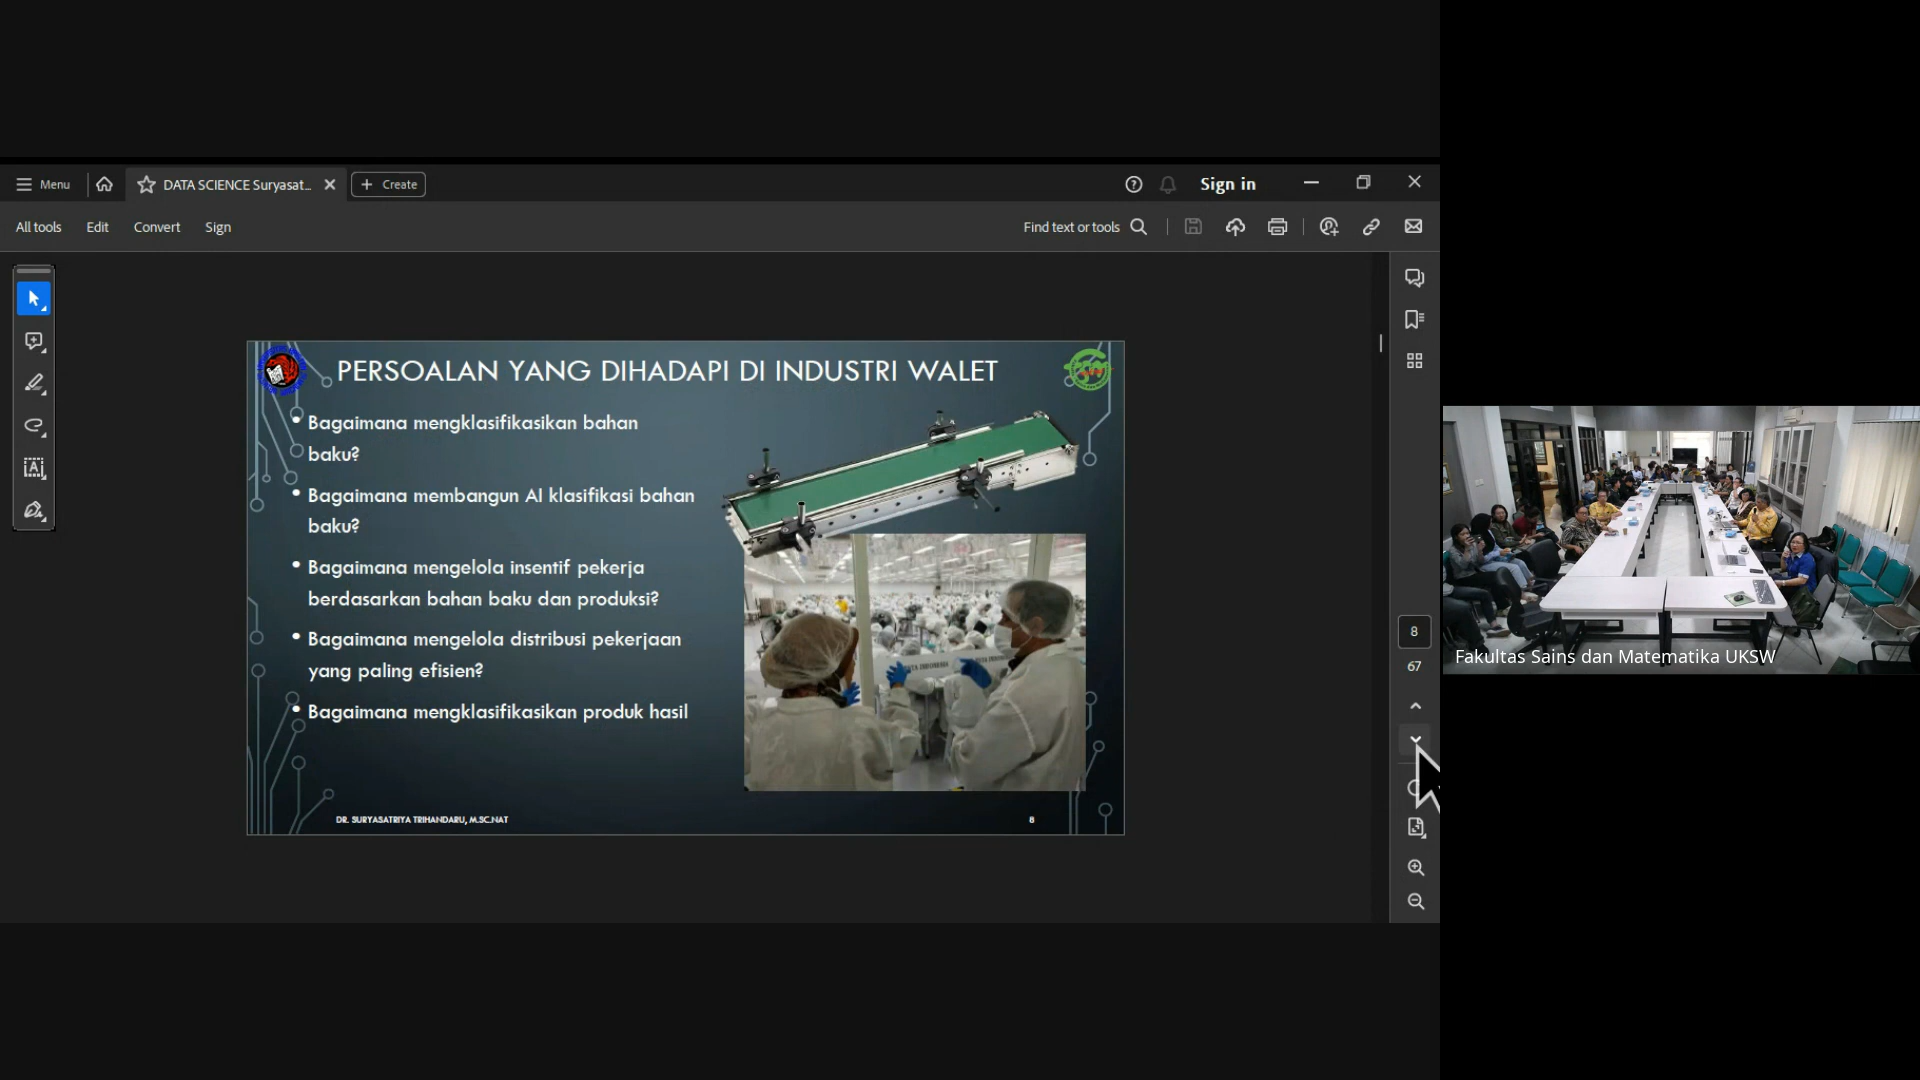 Menu
DATA SCIENCE Suryasat...
Create
Sign in
All tools
Edit
Convert
Sign
Find text or tools
PERSOALAN YANG DIHADAPI DI INDUSTRI WALET
• Bagaimana mengklasifikasikan bahan
baku?
• Bagaimana membangun AI klasifikasi bahan
baku?
• Bagaimana mengelola insentif pekerja
berdasarkan bahan baku dan produksi?
• Bagaimana mengelola distribusi pekerjaan
yang paling efisien?
• Bagaimana mengklasifikasikan produk hasil
DR. SURYASATRIYA TRIHANDARU, M.SC.NAT
8
8
67
Fakultas Sains dan Matematika UKSW